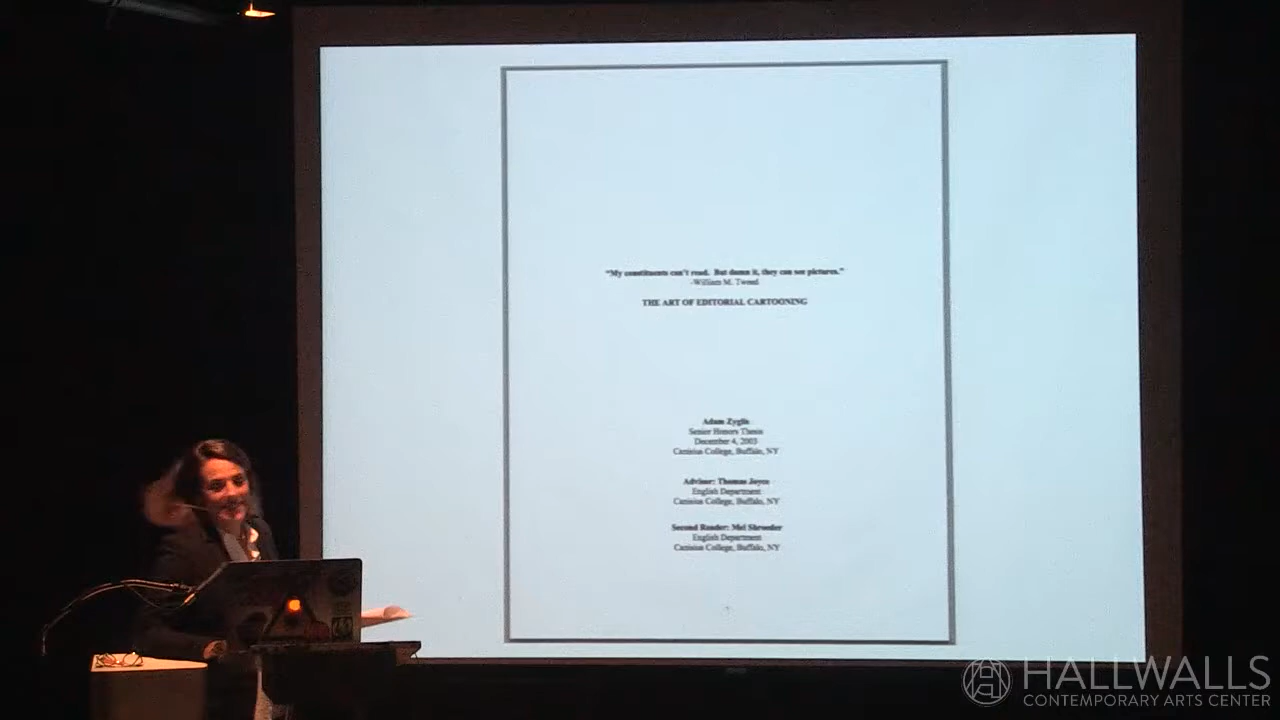 “My constituents can't read. But damn it, they can see pictures.”
-William M. Tweed
THE ART OF EDITORIAL CARTOONING
Adam Zyglis
Senior Honors Thesis
December 4, 2003
Canisius College, Buffalo, NY
Advisor: Thomas Joyce
English Department
Canisius College, Buffalo, NY
Second Reader: Mel Shroeder
English Department
Canisius College, Buffalo, NY
HALLWALLS
CONTEMPORARY ARTS CENTER